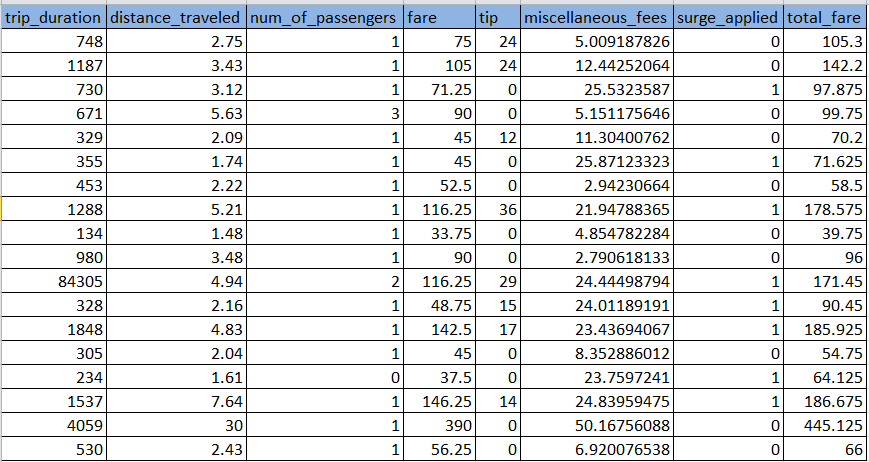 trip_duration distance_traveled num_of_passengers fare tip miscellaneous_fees surge_applied total_fare
748 2.75 1 75 24 5.009187826 0 105.3
1187 3.43 1 105 24 12.44252064 0 142.2
730 3.12 1 71.25 0 25.5323587 1 97.875
671 5.63 3 90 0 5.151175646 0 99.75
329 2.09 1 45 12 11.30400762 0 70.2
355 1.74 1 45 0 25.87123323 1 71.625
453 2.22 1 52.5 0 2.94230664 0 58.5
1288 5.21 1 116.25 36 21.94788365 1 178.575
134 1.48 1 33.75 0 4.854782284 0 39.75
980 3.48 1 90 0 2.790618133 0 96
84305 4.94 2 116.25 29 24.44498794 1 171.45
328 2.16 1 48.75 15 24.01189191 1 90.45
1848 4.83 1 142.5 17 23.43694067 1 185.925
305 2.04 1 45 0 8.352886012 0 54.75
234 1.61 0 37.5 0 23.7597241 1 64.125
1537 7.64 1 146.25 14 24.83959475 1 186.675
4059 30 1 390 0 50.16756088 0 445.125
530 2.43 1 56.25 0 6.920076538 0 66